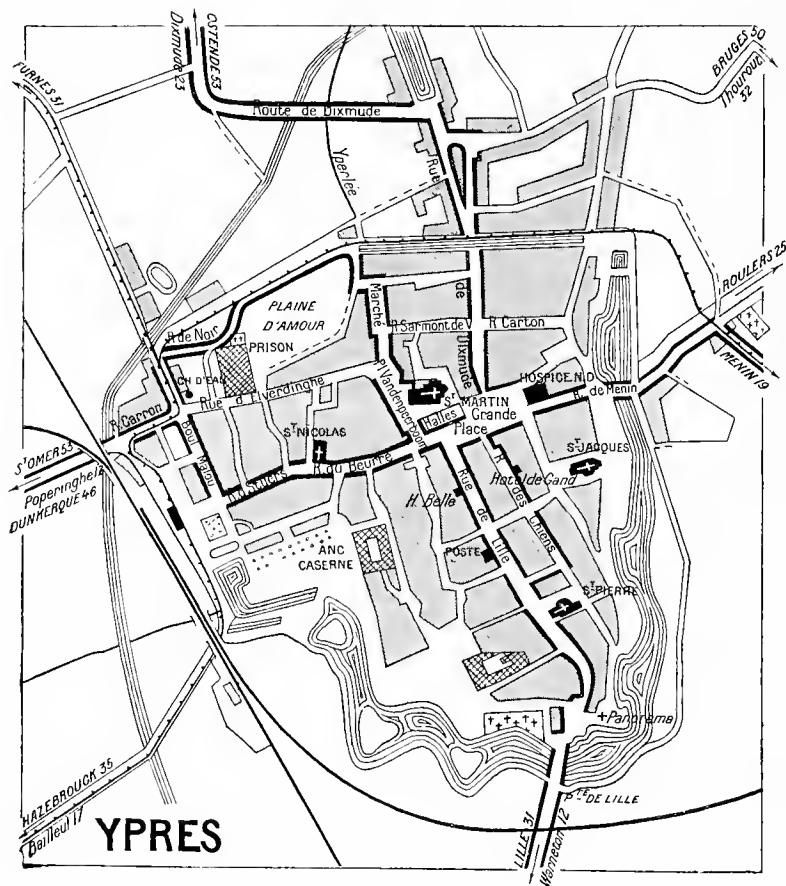 OSTENDE 53
Dixmude 23
BRUGES 50
Thourout
32
FURNES 31
Route de Dixmude
Yperlée
Rue
ROULERS 25
MENIN 19
PLAINE
D'AMOUR
Marché
de
Dixmude
R Sarmont de V
R Carton
R de Noir
PRISON
CH D'EAU
HOSPICE N.D
R. de Menin
Rue d'Elverdinghe
P. Vandenpeerboom
ST MARTIN
Halles
Grande
Place
R Carron
Boul Malou
ST NICOLAS
ST JACQUES
ST OMER 53
Poperinghe 12
DUNKERQUE 46
R. du Beurre
H. Belle
Rue de Lille
R des Chiens
Hotel de Gand
ANC
CASERNE
POSTE
ST PIERRE
+ Panorama
HAZEBROUCK 35
Bailleul 17
PTE DE LILLE
LILLE 31
Warneton 12
YPRES